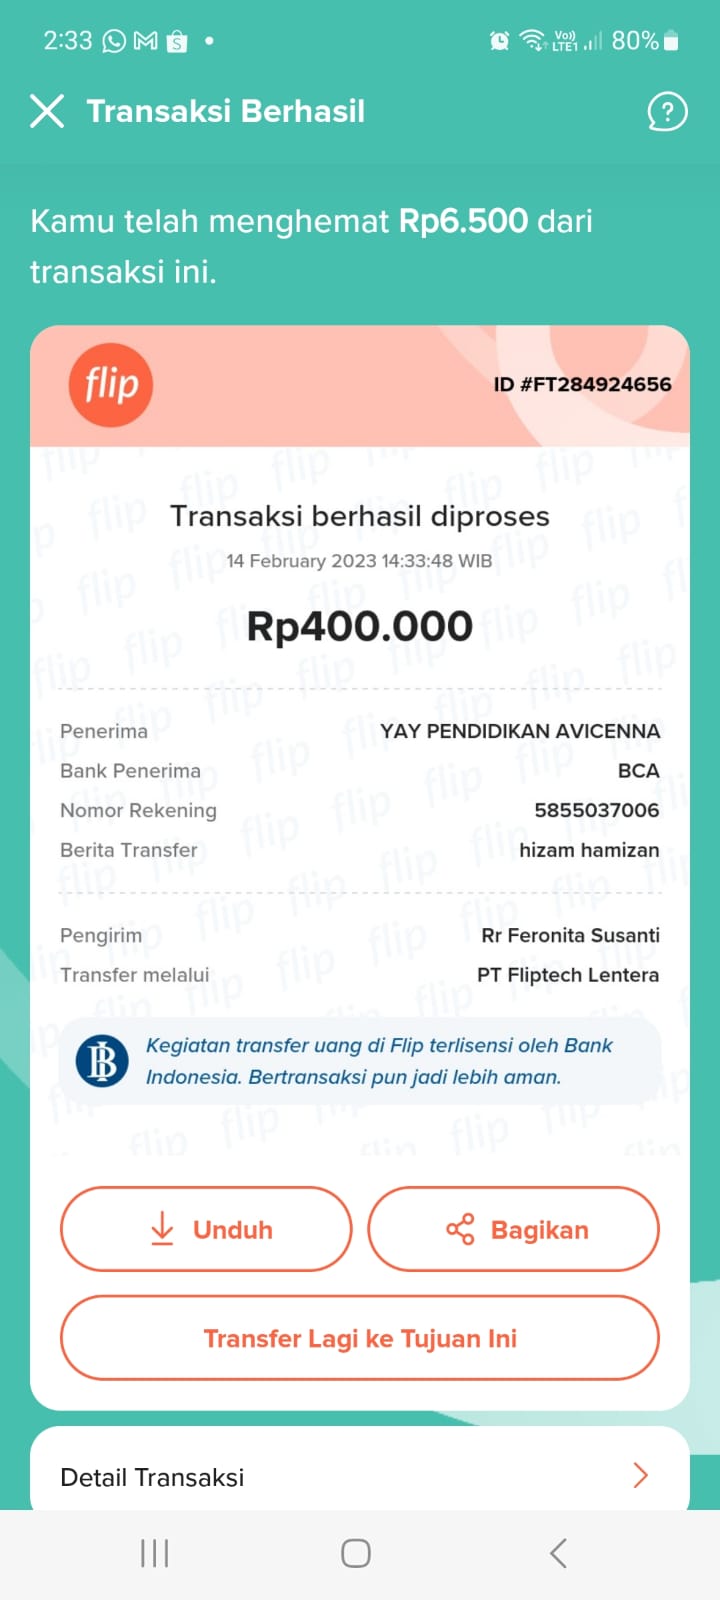 2:33
Vo))
LTE1
80%
Transaksi Berhasil
Kamu telah menghemat Rp6.500 dari
transaksi ini.
flip
ID #FT284924656
Transaksi berhasil diproses
14 February 2023 14:33:48 WIB
Rp400.000
Penerima YAY PENDIDIKAN AVICENNA
Bank Penerima BCA
Nomor Rekening 5855037006
Berita Transfer hizam hamizan
Pengirim Rr Feronita Susanti
Transfer melalui PT Fliptech Lentera
Kegiatan transfer uang di Flip terlisensi oleh Bank
Indonesia. Bertransaksi pun jadi lebih aman.
Unduh
Bagikan
Transfer Lagi ke Tujuan Ini
Detail Transaksi